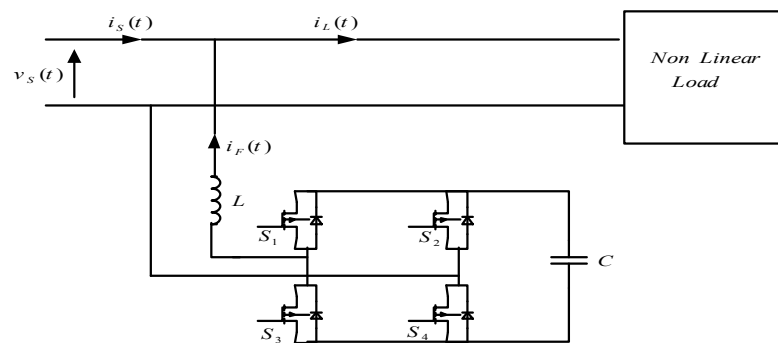 i_S(t)
i_L(t)
v_S(t)
Non Linear
Load
i_F(t)
L
S_1
S_2
C
S_3
S_4